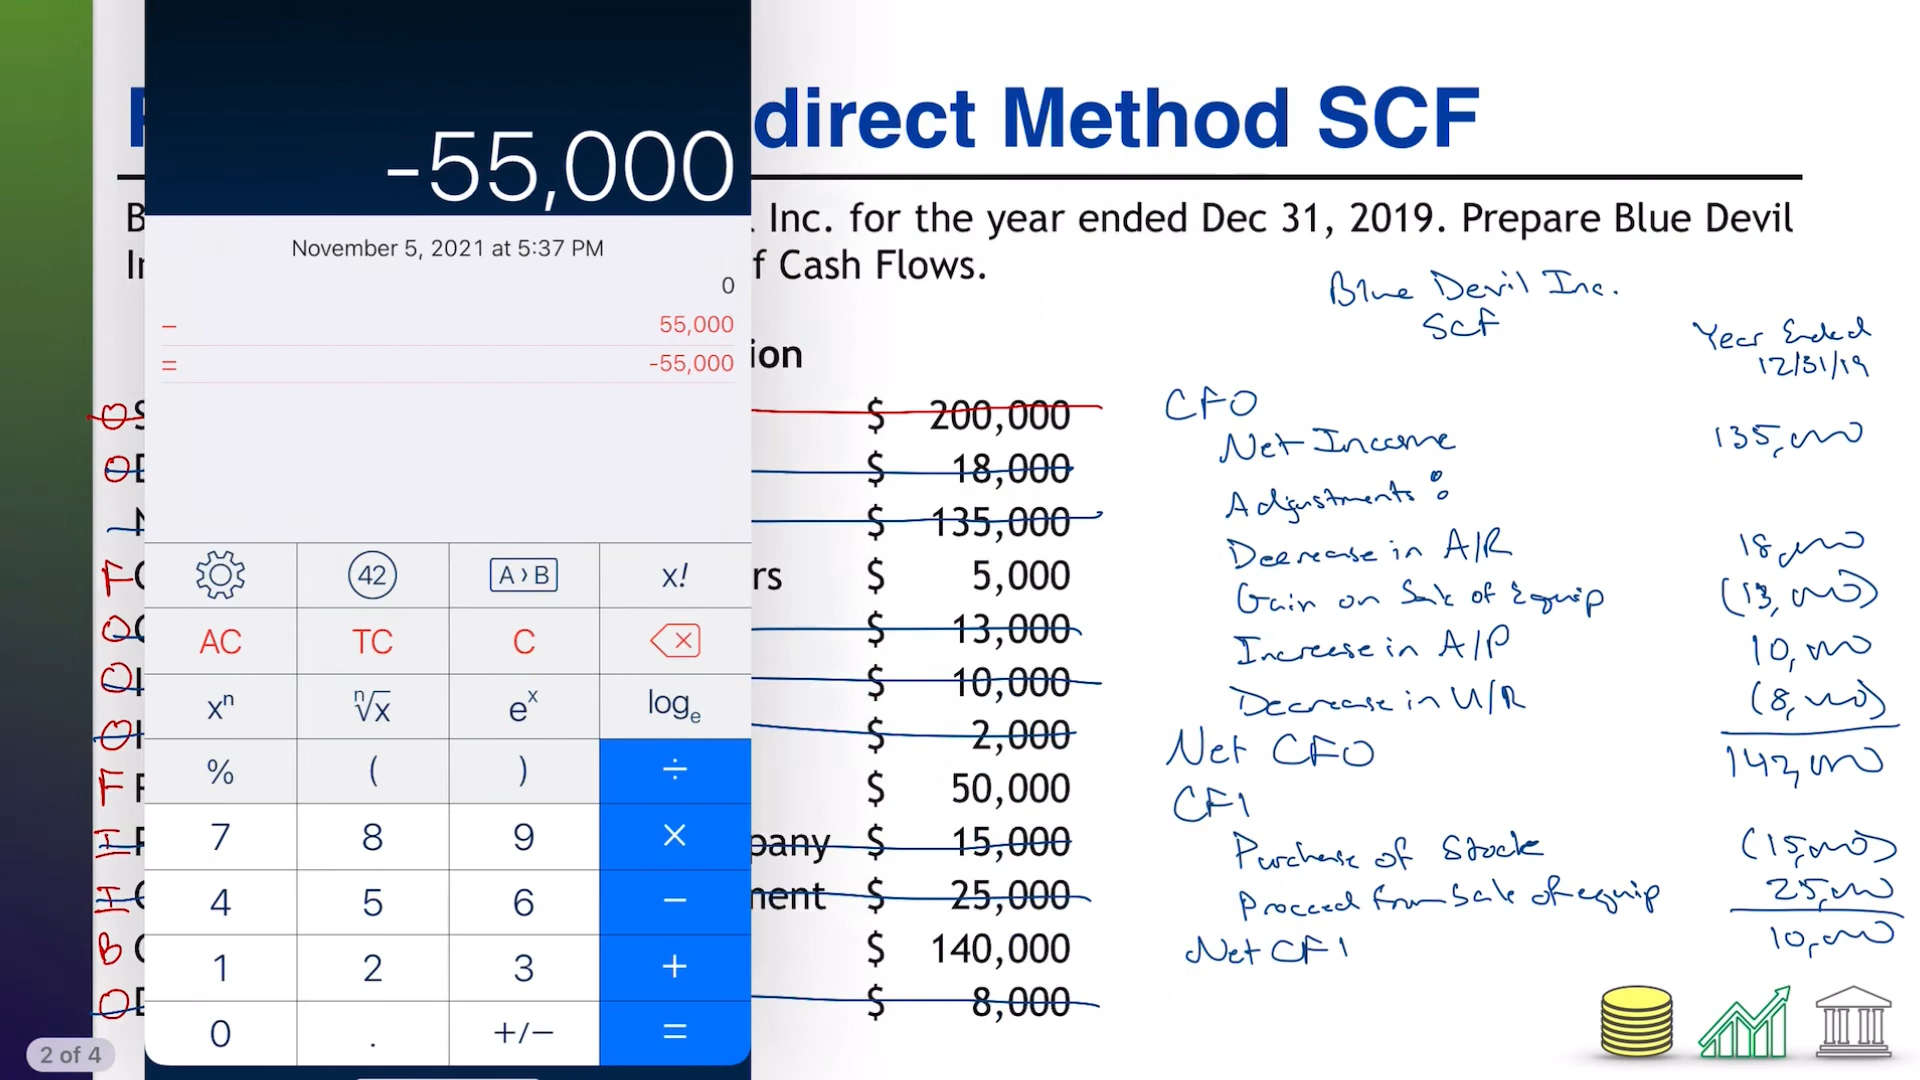 direct Method SCF
Inc. for the year ended Dec 31, 2019. Prepare Blue Devil
f Cash Flows.
-55,000
November 5, 2021 at 5:37 PM
0
− 55,000
= -55,000
ion
O $ 200,000
O $ 18,000
$ 135,000
F rs $ 5,000
O $ 13,000
O $ 10,000
O $ 2,000
F $ 50,000
I pany $ 15,000
I ment $ 25,000
B $ 140,000
O $ 8,000
42 A›B x!
AC TC C
xⁿ ⁿ√x eˣ logₑ
% ( ) ÷
7 8 9 ×
4 5 6 −
1 2 3 +
0 . +/− =
2 of 4
Blue Devil Inc.
SCF
Year Ended
12/31/19
CFO
Net Income 135,000
Adjustments:
Decrease in A/R 18,000
Gain on Sale of Equip (13,000)
Increase in A/P 10,000
Decrease in U/R (8,000)
Net CFO 142,000
CFI
Purchase of Stock (15,000)
Proceed from Sale of equip 25,000
Net CFI 10,000